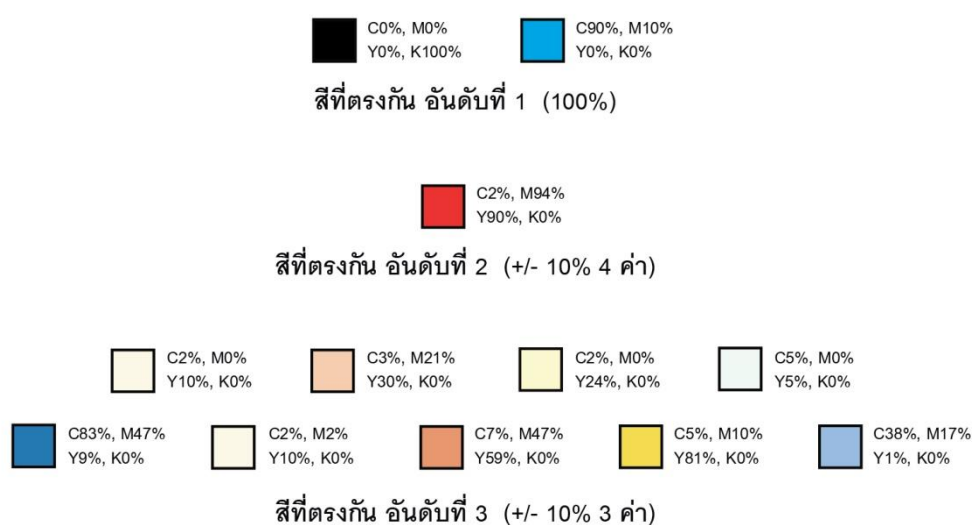 C0%, M0% C90%, M10%
Y0%, K100% Y0%, K0%
สีที่ตรงกัน อันดับที่ 1 (100%)
C2%, M94%
Y90%, K0%
สีที่ตรงกัน อันดับที่ 2 (+/- 10% 4 ค่า)
C2%, M0% C3%, M21% C2%, M0% C5%, M0%
Y10%, K0% Y30%, K0% Y24%, K0% Y5%, K0%
C83%, M47% C2%, M2% C7%, M47% C5%, M10% C38%, M17%
Y9%, K0% Y10%, K0% Y59%, K0% Y81%, K0% Y1%, K0%
สีที่ตรงกัน อันดับที่ 3 (+/- 10% 3 ค่า)